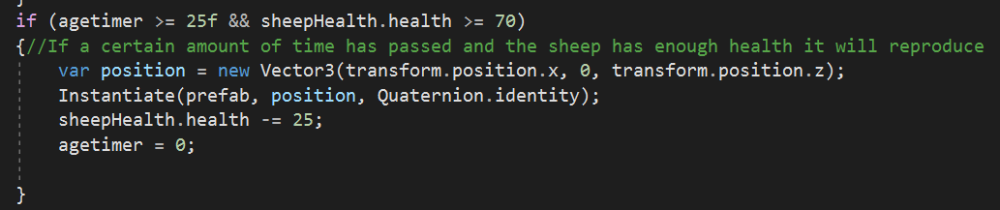 }
if (agetimer >= 25f && sheepHealth.health >= 70)
{//If a certain amount of time has passed and the sheep has enough health it will reproduce
    var position = new Vector3(transform.position.x, 0, transform.position.z);
    Instantiate(prefab, position, Quaternion.identity);
    sheepHealth.health -= 25;
    agetimer = 0;

}